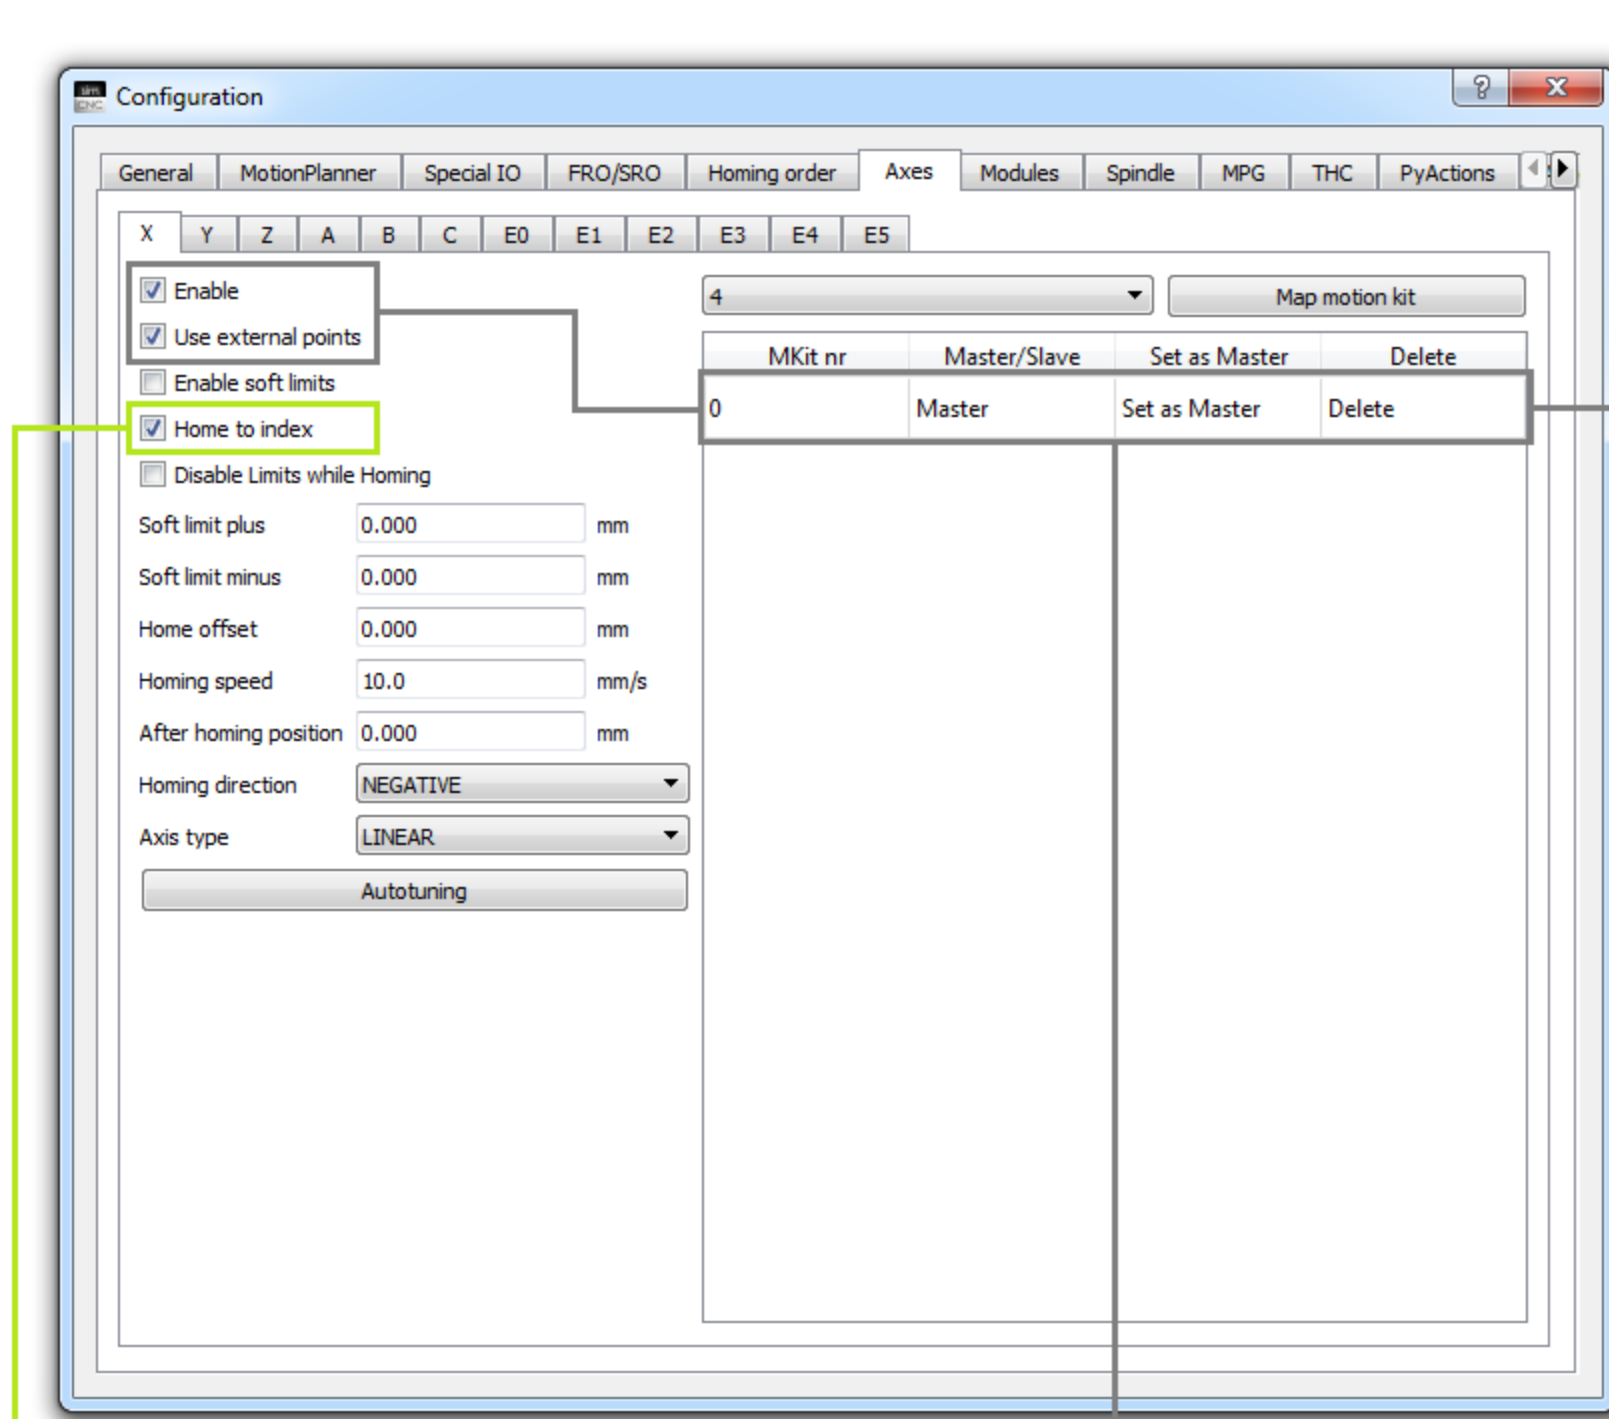 sim CNC
Configuration
General MotionPlanner Special IO FRO/SRO Homing order Axes Modules Spindle MPG THC PyActions
X Y Z A B C E0 E1 E2 E3 E4 E5
Enable
Use external points
Enable soft limits
Home to index
Disable Limits while Homing
Soft limit plus 0.000 mm
Soft limit minus 0.000 mm
Home offset 0.000 mm
Homing speed 10.0 mm/s
After homing position 0.000 mm
Homing direction NEGATIVE
Axis type LINEAR
Autotuning
4 Map motion kit
MKit nr Master/Slave Set as Master Delete
0 Master Set as Master Delete